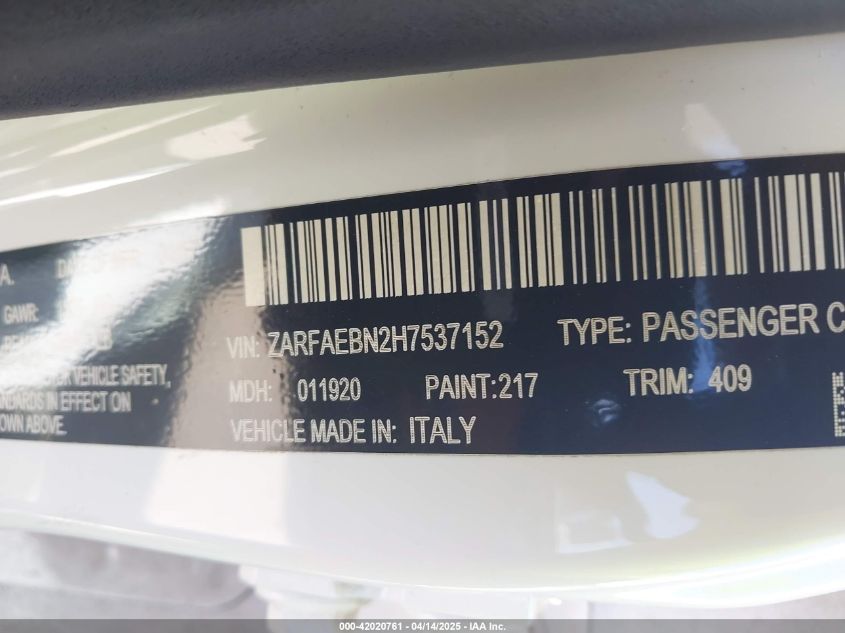 A.
GAWR:
VIN: ZARFAEBN2H7537152 TYPE: PASSENGER C
OR VEHICLE SAFETY,
MDH: 011920 PAINT:217 TRIM: 409
IN EFFECT ON
OWN ABOVE.
VEHICLE MADE IN: ITALY
000-42020761 - 04/14/2025 - IAA Inc.